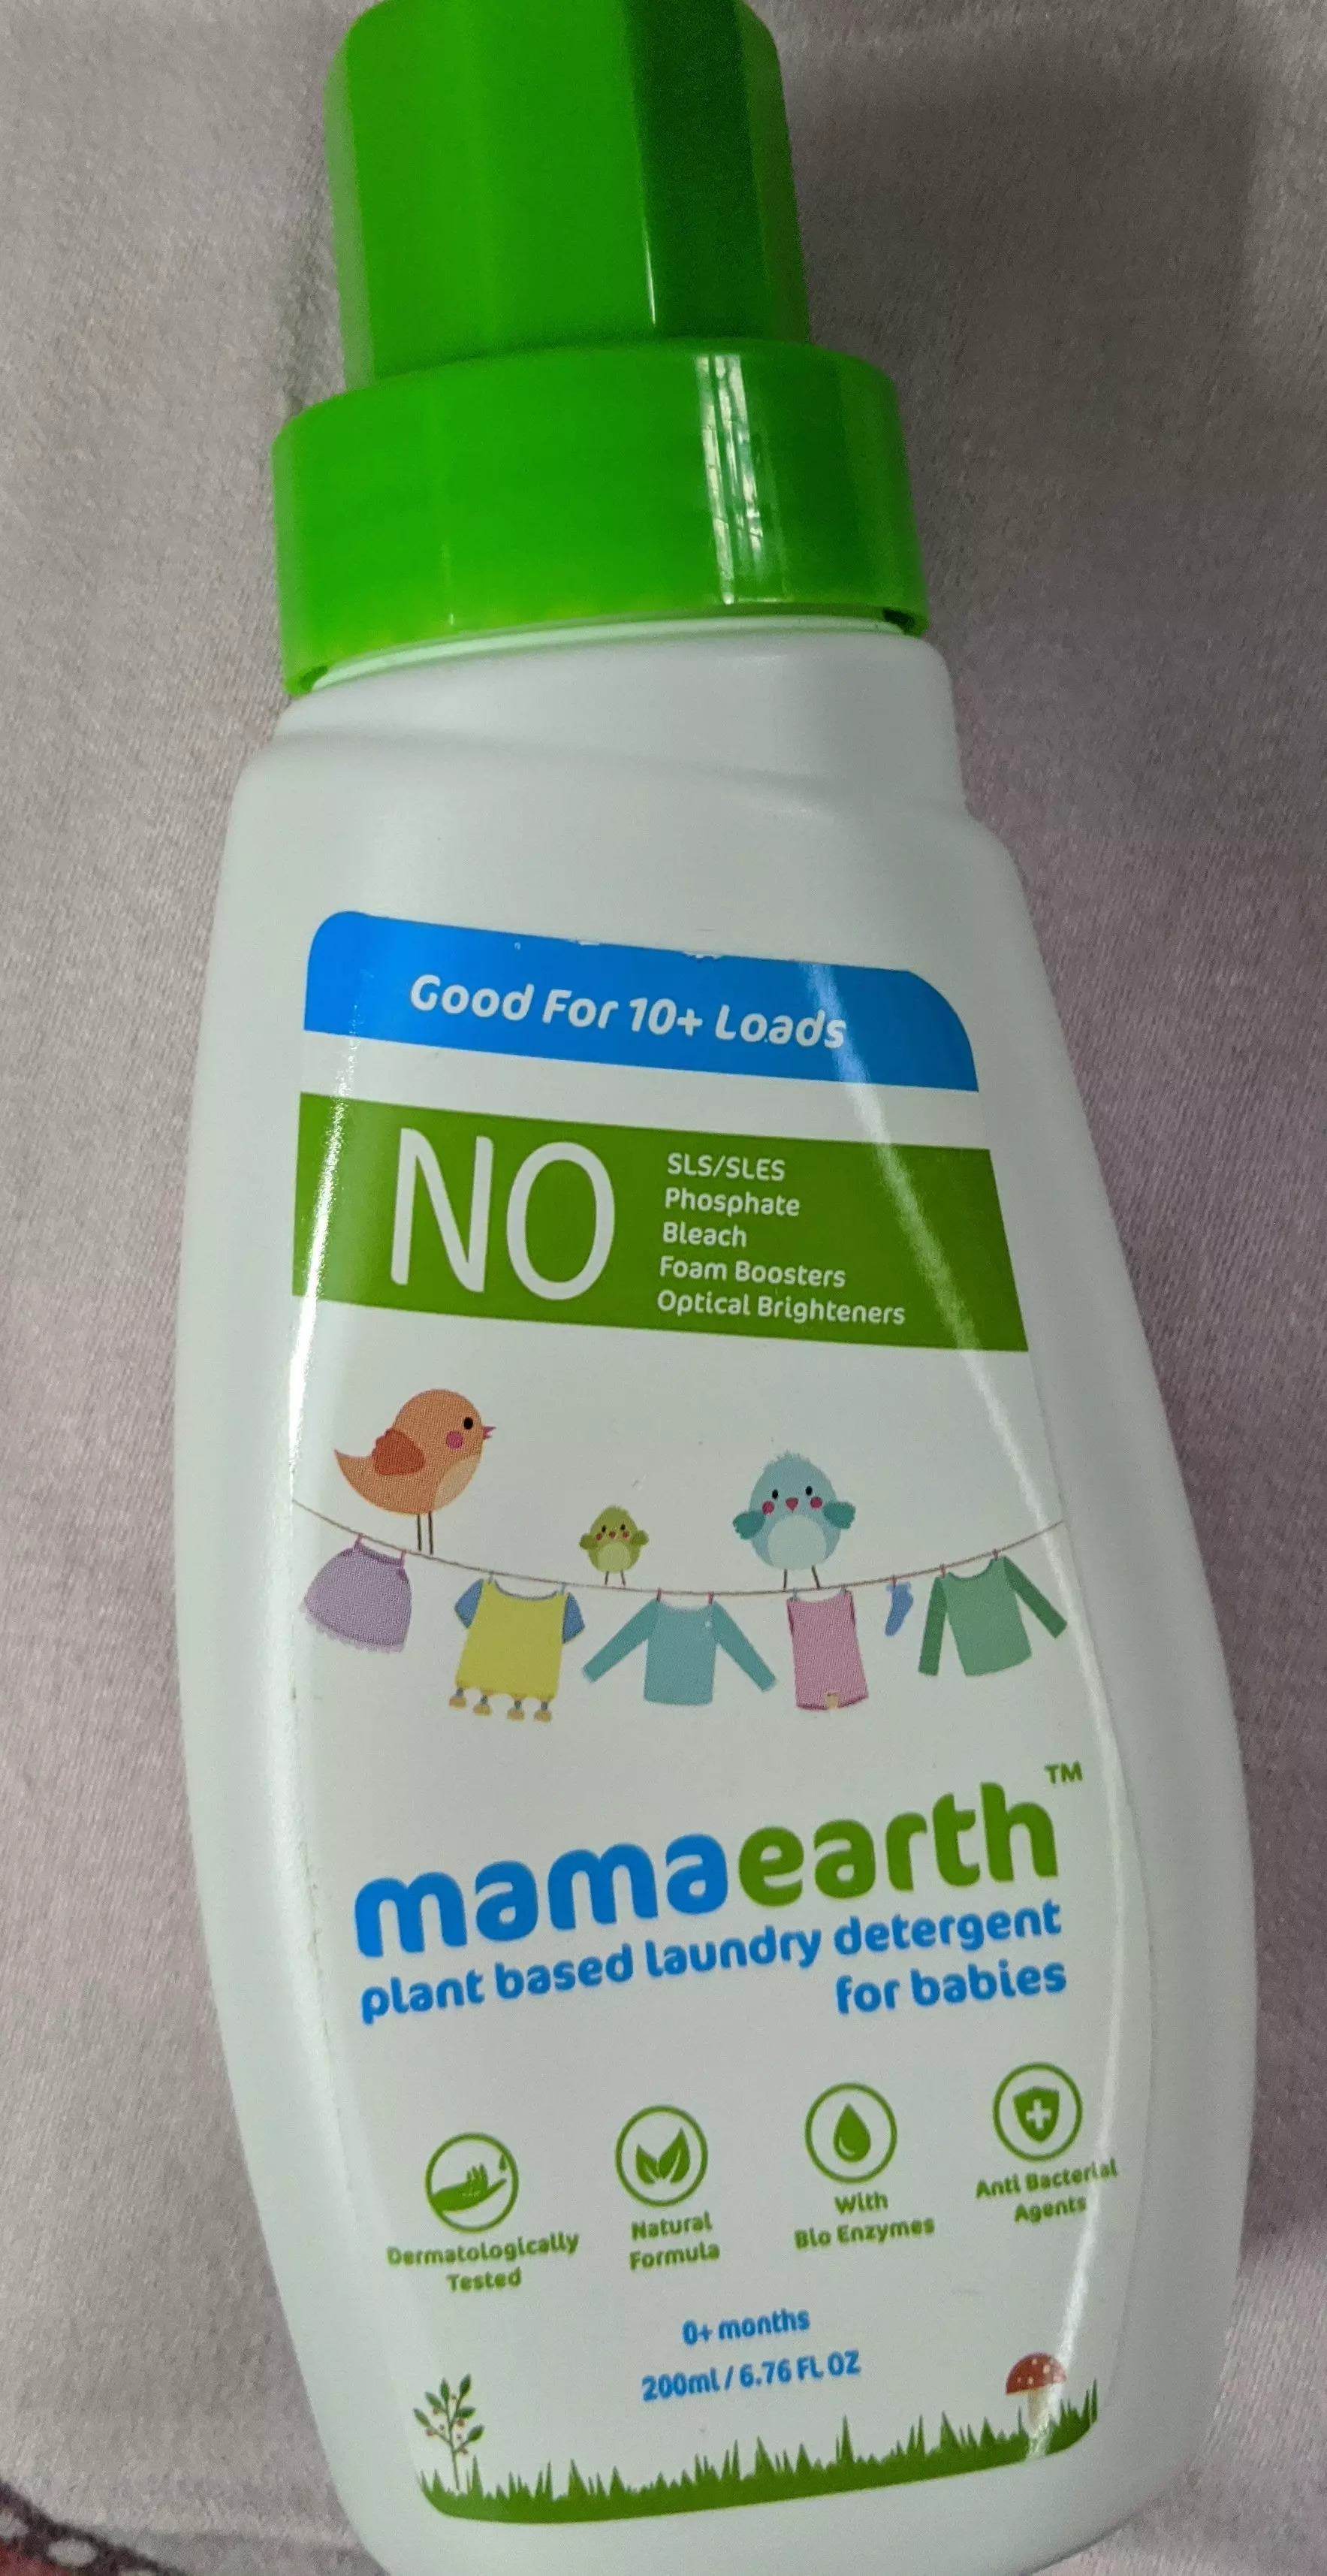 Good For 10+ Loads
NO
SLS/SLES
Phosphate
Bleach
Foam Boosters
Optical Brighteners
mamaearth™
plant based laundry detergent
for babies
Dermatologically
Tested
Natural
Formula
With
Bio Enzymes
Anti Bacterial
Agents
0+ months
200ml / 6.76 FL OZ